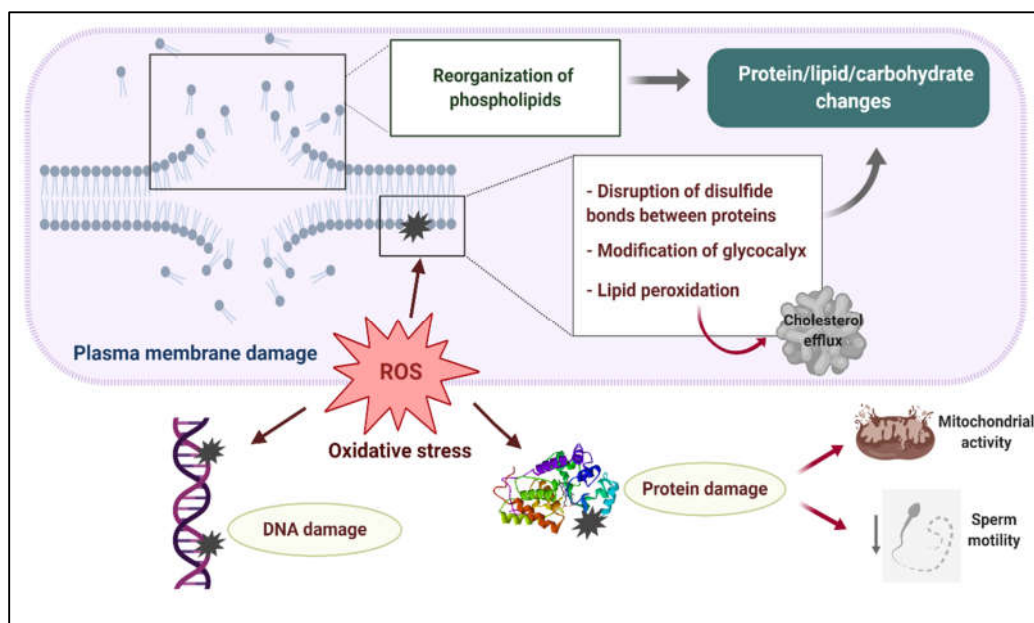 Reorganization of
phospholipids
Protein/lipid/carbohydrate
changes
- Disruption of disulfide
bonds between proteins
- Modification of glycocalyx
- Lipid peroxidation
Cholesterol
efflux
Plasma membrane damage
ROS
Oxidative stress
DNA damage
Protein damage
Mitochondrial
activity
Sperm
motility